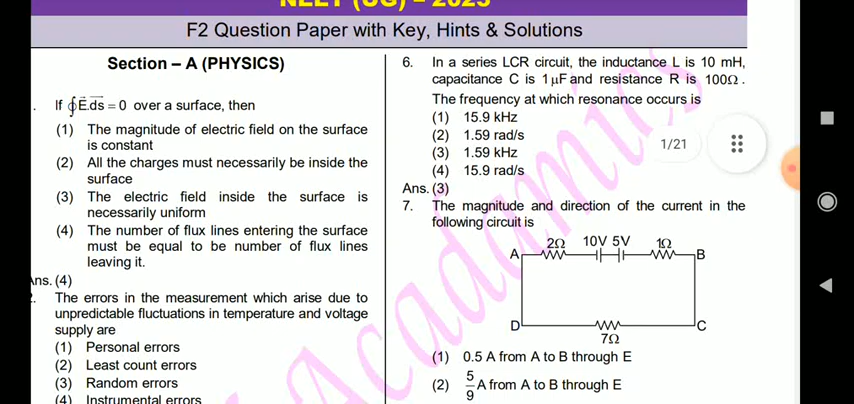 NEET (UG) – 2023
F2 Question Paper with Key, Hints & Solutions
Section – A (PHYSICS)
. If ∮E⃗.ds⃗ = 0 over a surface, then
(1) The magnitude of electric field on the surface
is constant
(2) All the charges must necessarily be inside the
surface
(3) The electric field inside the surface is
necessarily uniform
(4) The number of flux lines entering the surface
must be equal to be number of flux lines
leaving it.
Ans. (4)
2. The errors in the measurement which arise due to
unpredictable fluctuations in temperature and voltage
supply are
(1) Personal errors
(2) Least count errors
(3) Random errors
(4) Instrumental errors
6. In a series LCR circuit, the inductance L is 10 mH,
capacitance C is 1 μF and resistance R is 100Ω.
The frequency at which resonance occurs is
(1) 15.9 kHz
(2) 1.59 rad/s
(3) 1.59 kHz
(4) 15.9 rad/s
Ans. (3)
7. The magnitude and direction of the current in the
following circuit is
2Ω 10V 5V 1Ω
A B
D C
7Ω
(1) 0.5 A from A to B through E
(2) 5/9 A from A to B through E
1/21